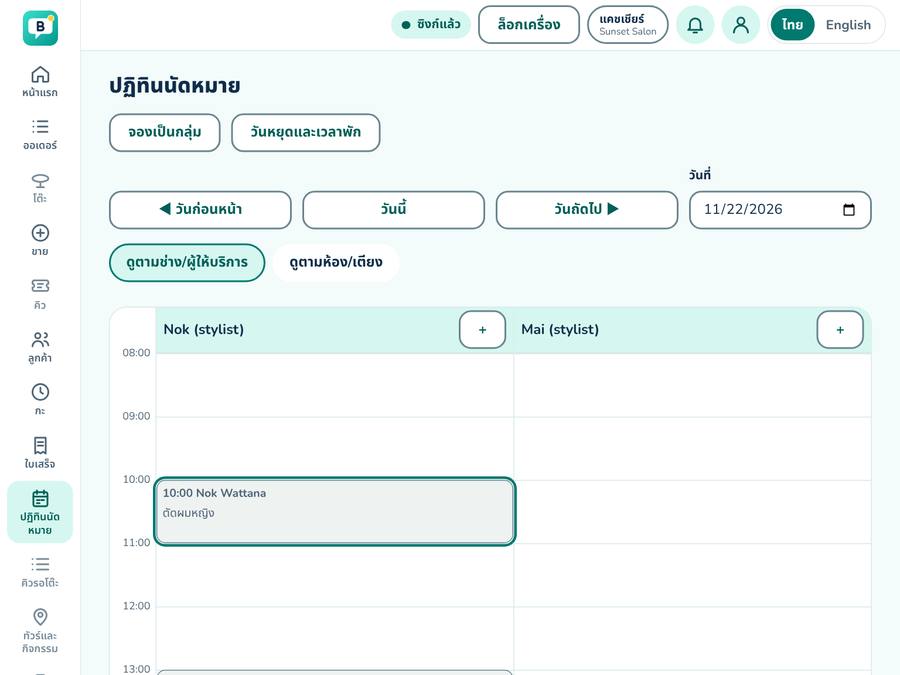 B
ซิงก์แล้ว
ล็อกเครื่อง
แคชเชียร์
Sunset Salon
ไทย
English
หน้าแรก
ออเดอร์
โต๊ะ
ขาย
คิว
ลูกค้า
กะ
ใบเสร็จ
ปฏิทินนัด
หมาย
คิวรอโต๊ะ
ทัวร์และ
กิจกรรม
ปฏิทินนัดหมาย
จองเป็นกลุ่ม
วันหยุดและเวลาพัก
วันที่
◀ วันก่อนหน้า
วันนี้
วันถัดไป ▶
11/22/2026
ดูตามช่าง/ผู้ให้บริการ
ดูตามห้อง/เตียง
Nok (stylist)
+
Mai (stylist)
+
08:00
09:00
10:00
10:00 Nok Wattana
ตัดผมหญิง
11:00
12:00
13:00